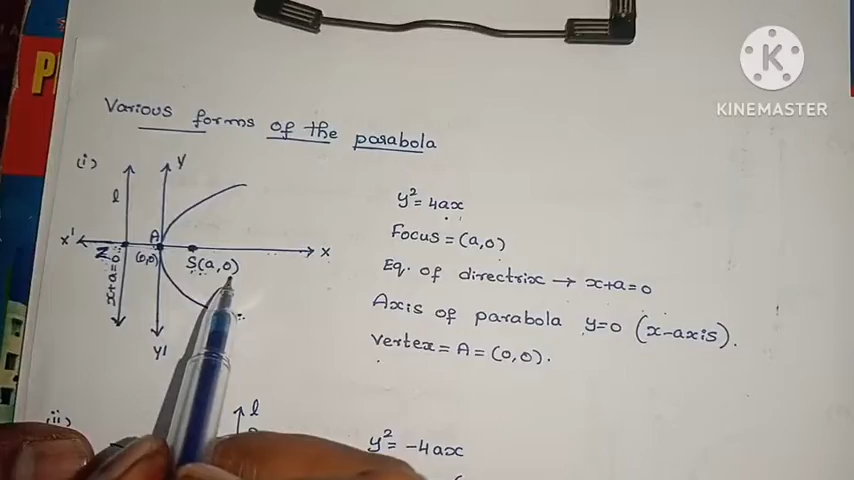 K
KINEMASTER
P
Various forms of the parabola
(i)
Y
l
x'
Z
A
(0,0)
S(a,0)
x
x+a=0
Y'
y²=4ax
Focus=(a,0)
Eq. of directrix → x+a=0
Axis of parabola y=0 (x-axis).
Vertex=A=(0,0).
(ii)
l
y²=-4ax